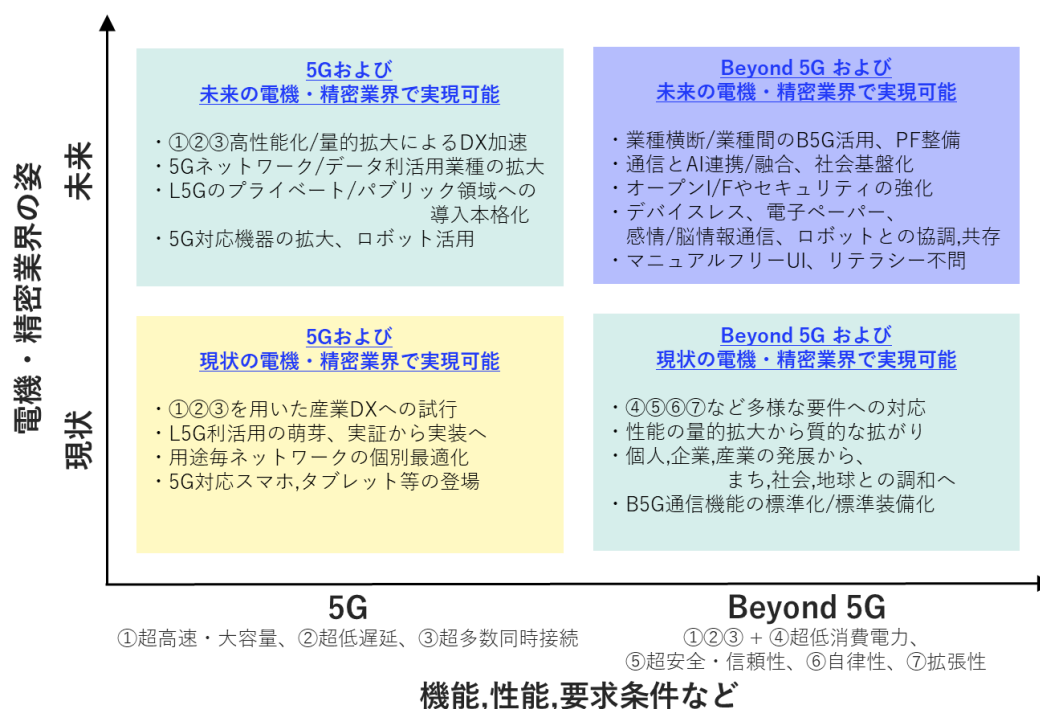 電機・精密業界の姿
未来
現状
5Gおよび
未来の電機・精密業界で実現可能
・①②③高性能化/量的拡大によるDX加速
・5Gネットワーク/データ利活用業種の拡大
・L5Gのプライベート/パブリック領域への
導入本格化
・5G対応機器の拡大、ロボット活用
Beyond 5G および
未来の電機・精密業界で実現可能
・業種横断/業種間のB5G活用、PF整備
・通信とAI連携/融合、社会基盤化
・オープンI/Fやセキュリティの強化
・デバイスレス、電子ペーパー、
感情/脳情報通信、ロボットとの協調,共存
・マニュアルフリーUI、リテラシー不問
5Gおよび
現状の電機・精密業界で実現可能
・①②③を用いた産業DXへの試行
・L5G利活用の萌芽、実証から実装へ
・用途毎ネットワークの個別最適化
・5G対応スマホ,タブレット等の登場
Beyond 5G および
現状の電機・精密業界で実現可能
・④⑤⑥⑦など多様な要件への対応
・性能の量的拡大から質的な拡がり
・個人,企業,産業の発展から、
まち,社会,地球との調和へ
・B5G通信機能の標準化/標準装備化
5G
①超高速・大容量、②超低遅延、③超多数同時接続
Beyond 5G
①②③ + ④超低消費電力、
⑤超安全・信頼性、⑥自律性、⑦拡張性
機能,性能,要求条件など